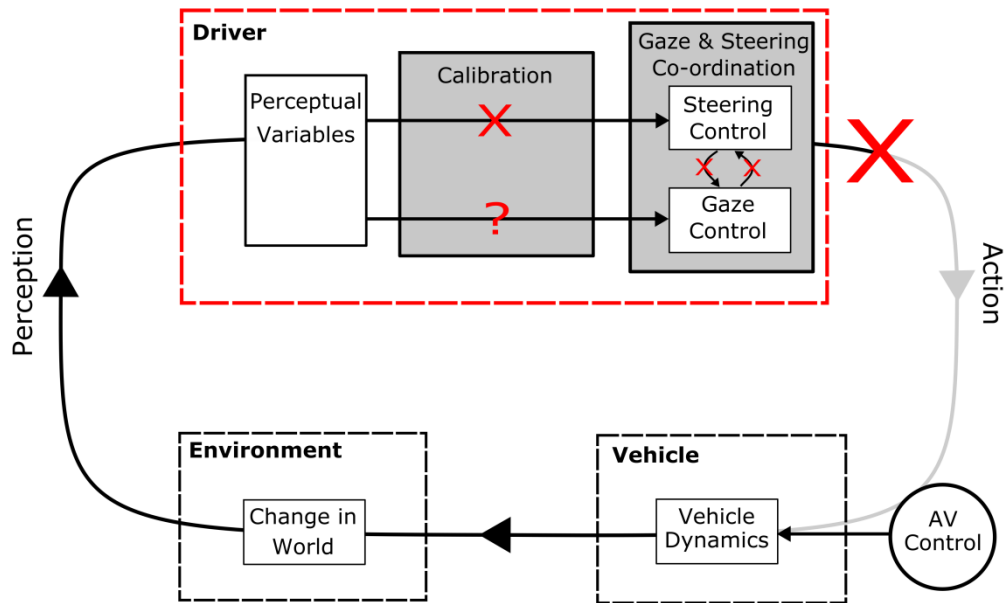 Driver
Perceptual
Variables
Calibration
Gaze & Steering
Co-ordination
Steering
Control
Gaze
Control
X
?
X
X
X
Perception
Action
Environment
Change in
World
Vehicle
Vehicle
Dynamics
AV
Control